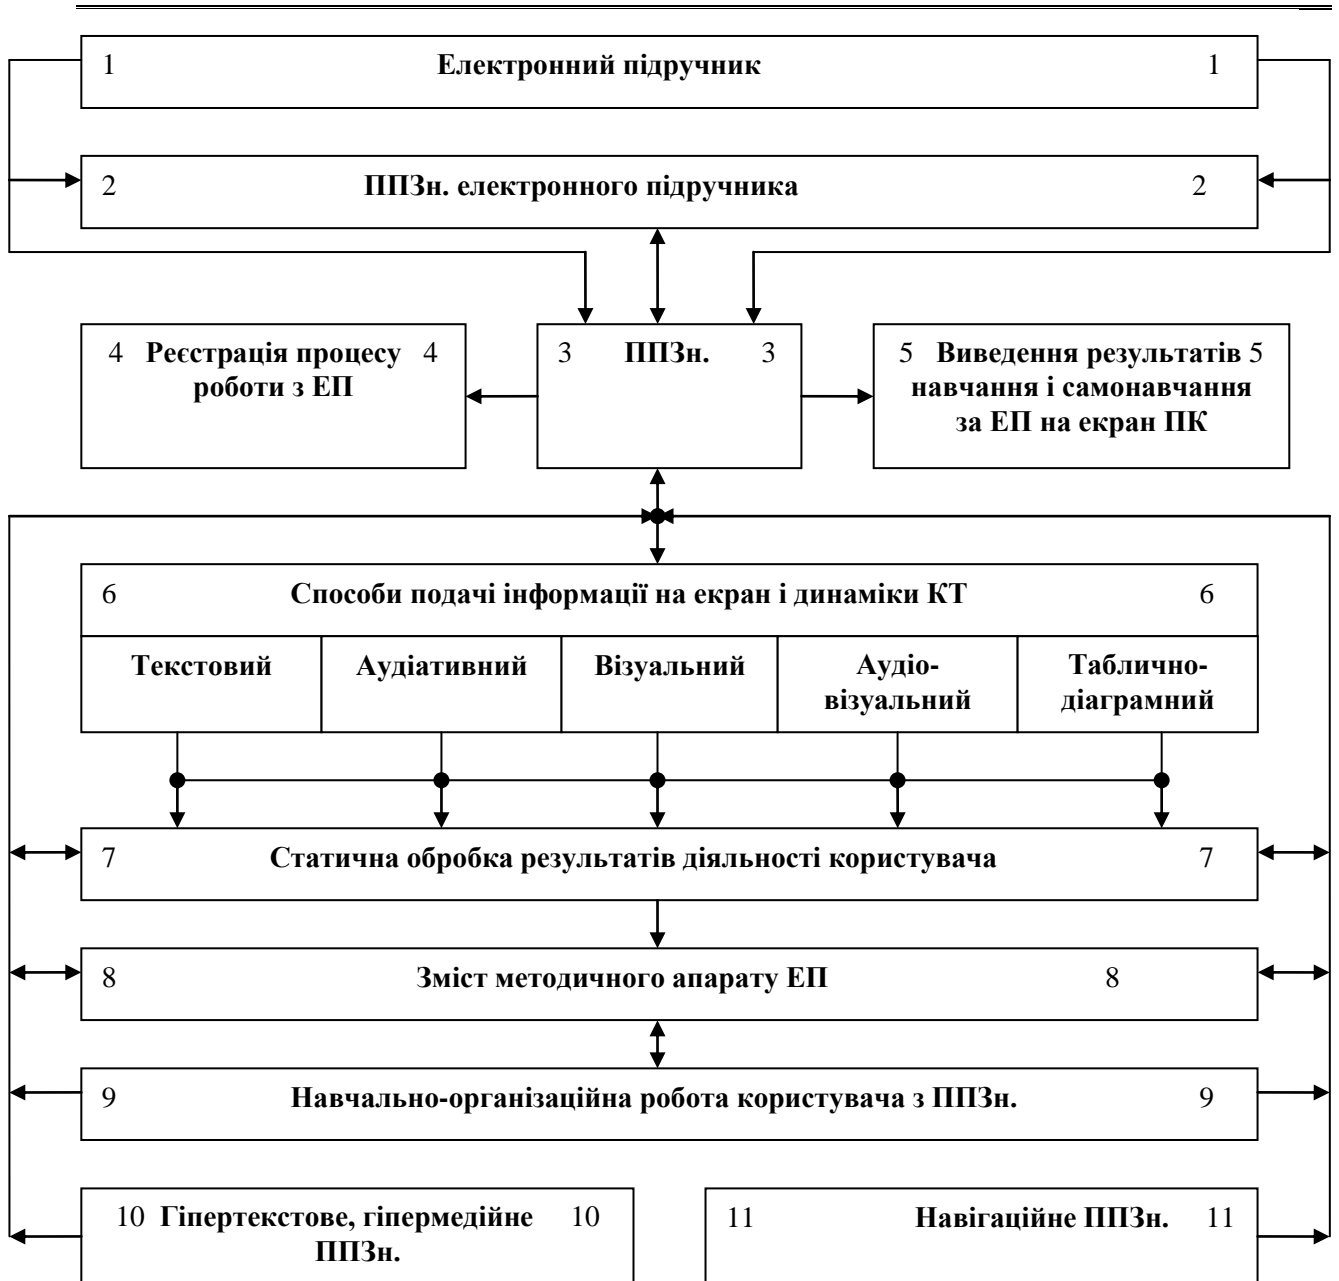 1 Електронний підручник 1
2 ППЗн. електронного підручника 2
4 Реєстрація процесу 4
роботи з ЕП
3 ППЗн. 3
5 Виведення результатів 5
навчання і самонавчання
за ЕП на екран ПК
6 Способи подачі інформації на екран і динаміки КТ 6
Текстовий
Аудіативний
Візуальний
Аудіо-
візуальний
Таблично-
діаграмний
7 Статична обробка результатів діяльності користувача 7
8 Зміст методичного апарату ЕП 8
9 Навчально-організаційна робота користувача з ППЗн. 9
10 Гіпертекстове, гіпермедійне 10
ППЗн.
11 Навігаційне ППЗн. 11